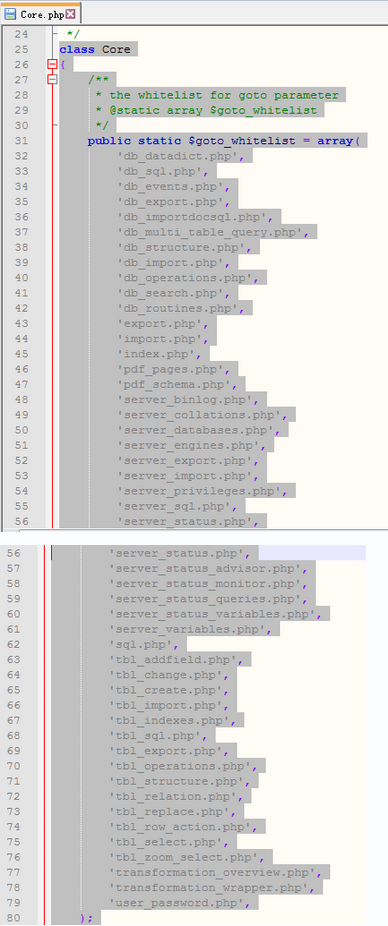 Core.php
24 */
25 class Core
26 {
27 /**
28 * the whitelist for goto parameter
29 * @static array $goto_whitelist
30 */
31 public static $goto_whitelist = array(
32 'db_datadict.php',
33 'db_sql.php',
34 'db_events.php',
35 'db_export.php',
36 'db_importdocsql.php',
37 'db_multi_table_query.php',
38 'db_structure.php',
39 'db_import.php',
40 'db_operations.php',
41 'db_search.php',
42 'db_routines.php',
43 'export.php',
44 'import.php',
45 'index.php',
46 'pdf_pages.php',
47 'pdf_schema.php',
48 'server_binlog.php',
49 'server_collations.php',
50 'server_databases.php',
51 'server_engines.php',
52 'server_export.php',
53 'server_import.php',
54 'server_privileges.php',
55 'server_sql.php',
56 'server_status.php',
56 'server_status.php',
57 'server_status_advisor.php',
58 'server_status_monitor.php',
59 'server_status_queries.php',
60 'server_status_variables.php',
61 'server_variables.php',
62 'sql.php',
63 'tbl_addfield.php',
64 'tbl_change.php',
65 'tbl_create.php',
66 'tbl_import.php',
67 'tbl_indexes.php',
68 'tbl_sql.php',
69 'tbl_export.php',
70 'tbl_operations.php',
71 'tbl_structure.php',
72 'tbl_relation.php',
73 'tbl_replace.php',
74 'tbl_row_action.php',
75 'tbl_select.php',
76 'tbl_zoom_select.php',
77 'transformation_overview.php',
78 'transformation_wrapper.php',
79 'user_password.php',
80 );